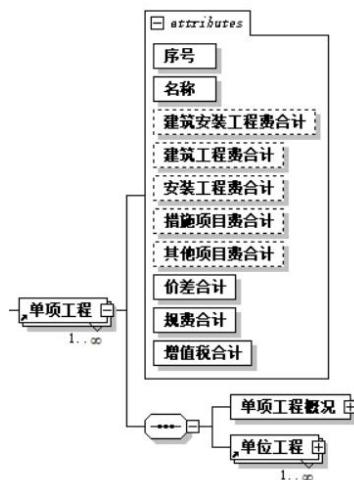 attributes
序号
名称
建筑安装工程费合计
建筑工程费合计
安装工程费合计
措施项目费合计
其他项目费合计
价差合计
规费合计
增值税合计
单项工程
1..∞
单项工程概况
单位工程
1..∞